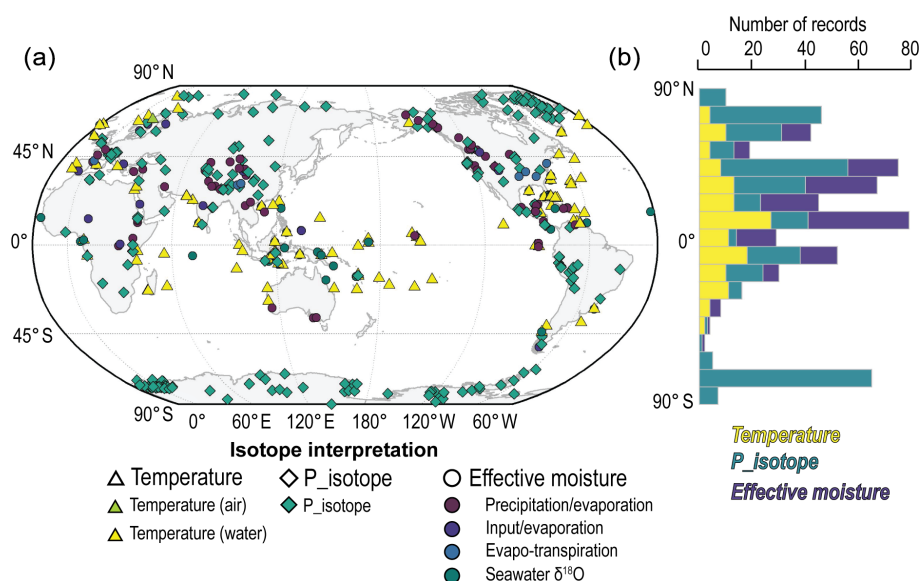 (a)
(b)
Number of records
0 20 40 60 80
90° N
45° N
0°
45° S
90° S
0° 60° E 120° E 180° 120° W 60° W
90° N
0°
90° S
Isotope interpretation
Temperature
Temperature (air)
Temperature (water)
P_isotope
P_isotope
Effective moisture
Precipitation/evaporation
Input/evaporation
Evapo-transpiration
Seawater δ¹⁸O
Temperature
P_isotope
Effective moisture